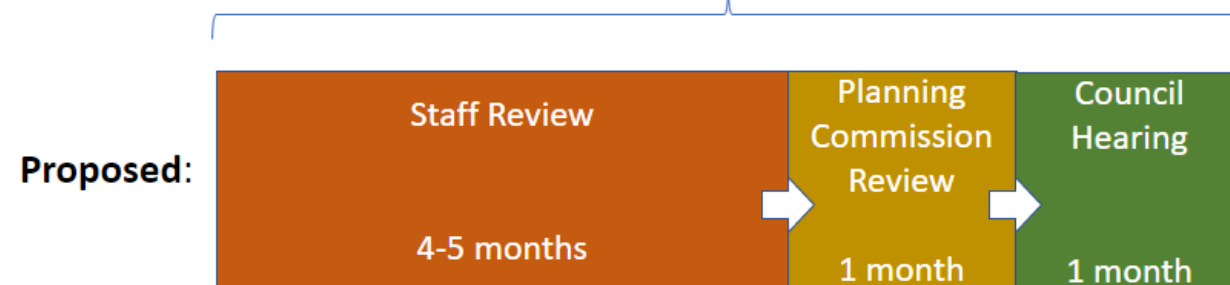 Proposed:
Staff Review
4-5 months
Planning
Commission
Review
1 month
Council
Hearing
1 month